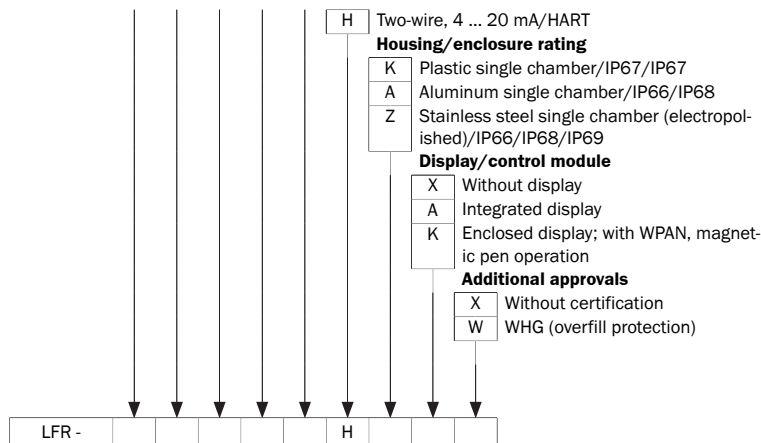 H Two-wire, 4 ... 20 mA/HART
Housing/enclosure rating
K Plastic single chamber/IP67/IP67
A Aluminum single chamber/IP66/IP68
Z Stainless steel single chamber (electropol-
ished)/IP66/IP68/IP69
Display/control module
X Without display
A Integrated display
K Enclosed display; with WPAN, magnet-
ic pen operation
Additional approvals
X Without certification
W WHG (overfill protection)
LFR - H